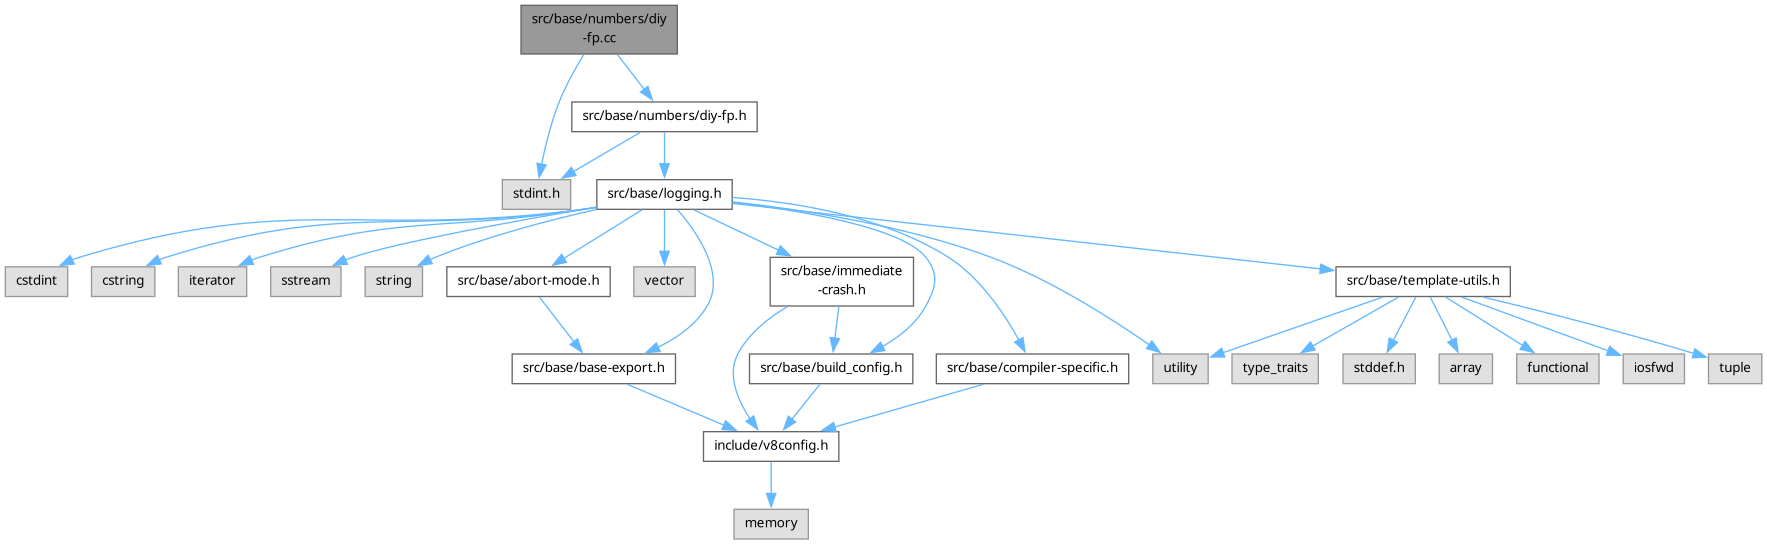 src/base/numbers/diy
-fp.cc
src/base/numbers/diy-fp.h
stdint.h
src/base/logging.h
cstdint
cstring
iterator
sstream
string
src/base/abort-mode.h
vector
src/base/immediate
-crash.h
src/base/template-utils.h
src/base/base-export.h
src/base/build_config.h
src/base/compiler-specific.h
utility
type_traits
stddef.h
array
functional
iosfwd
tuple
include/v8config.h
memory